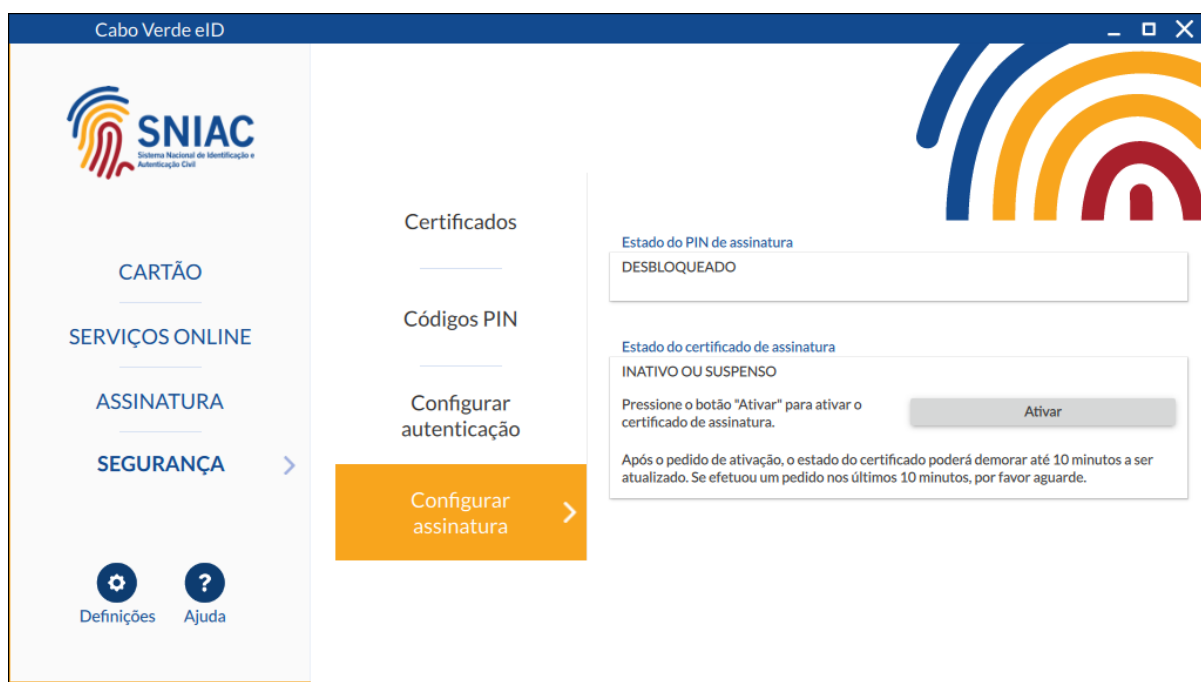 Cabo Verde eID
SNIAC
Sistema Nacional de Identificação e
Autenticação Civil
CARTÃO
SERVIÇOS ONLINE
ASSINATURA
SEGURANÇA
Definições
Ajuda
Certificados
Códigos PIN
Configurar
autenticação
Configurar
assinatura
Estado do PIN de assinatura
DESBLOQUEADO
Estado do certificado de assinatura
INATIVO OU SUSPENSO
Pressione o botão "Ativar" para ativar o
certificado de assinatura.
Ativar
Após o pedido de ativação, o estado do certificado poderá demorar até 10 minutos a ser
atualizado. Se efetuou um pedido nos últimos 10 minutos, por favor aguarde.